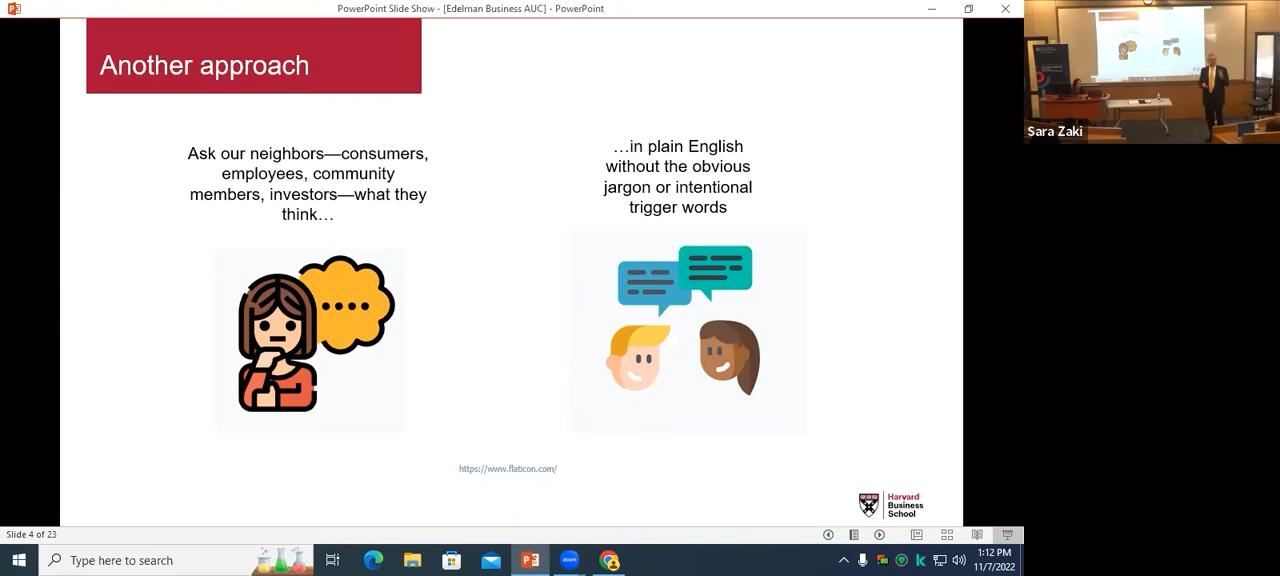 PowerPoint Slide Show - [Edelman Business AUC] - PowerPoint
Another approach
Ask our neighbors—consumers,
employees, community
members, investors—what they
think…
…in plain English
without the obvious
jargon or intentional
trigger words
https://www.flaticon.com/
Harvard
Business
School
Sara Zaki
Slide 4 of 23
Type here to search
zoom
1:12 PM
11/7/2022